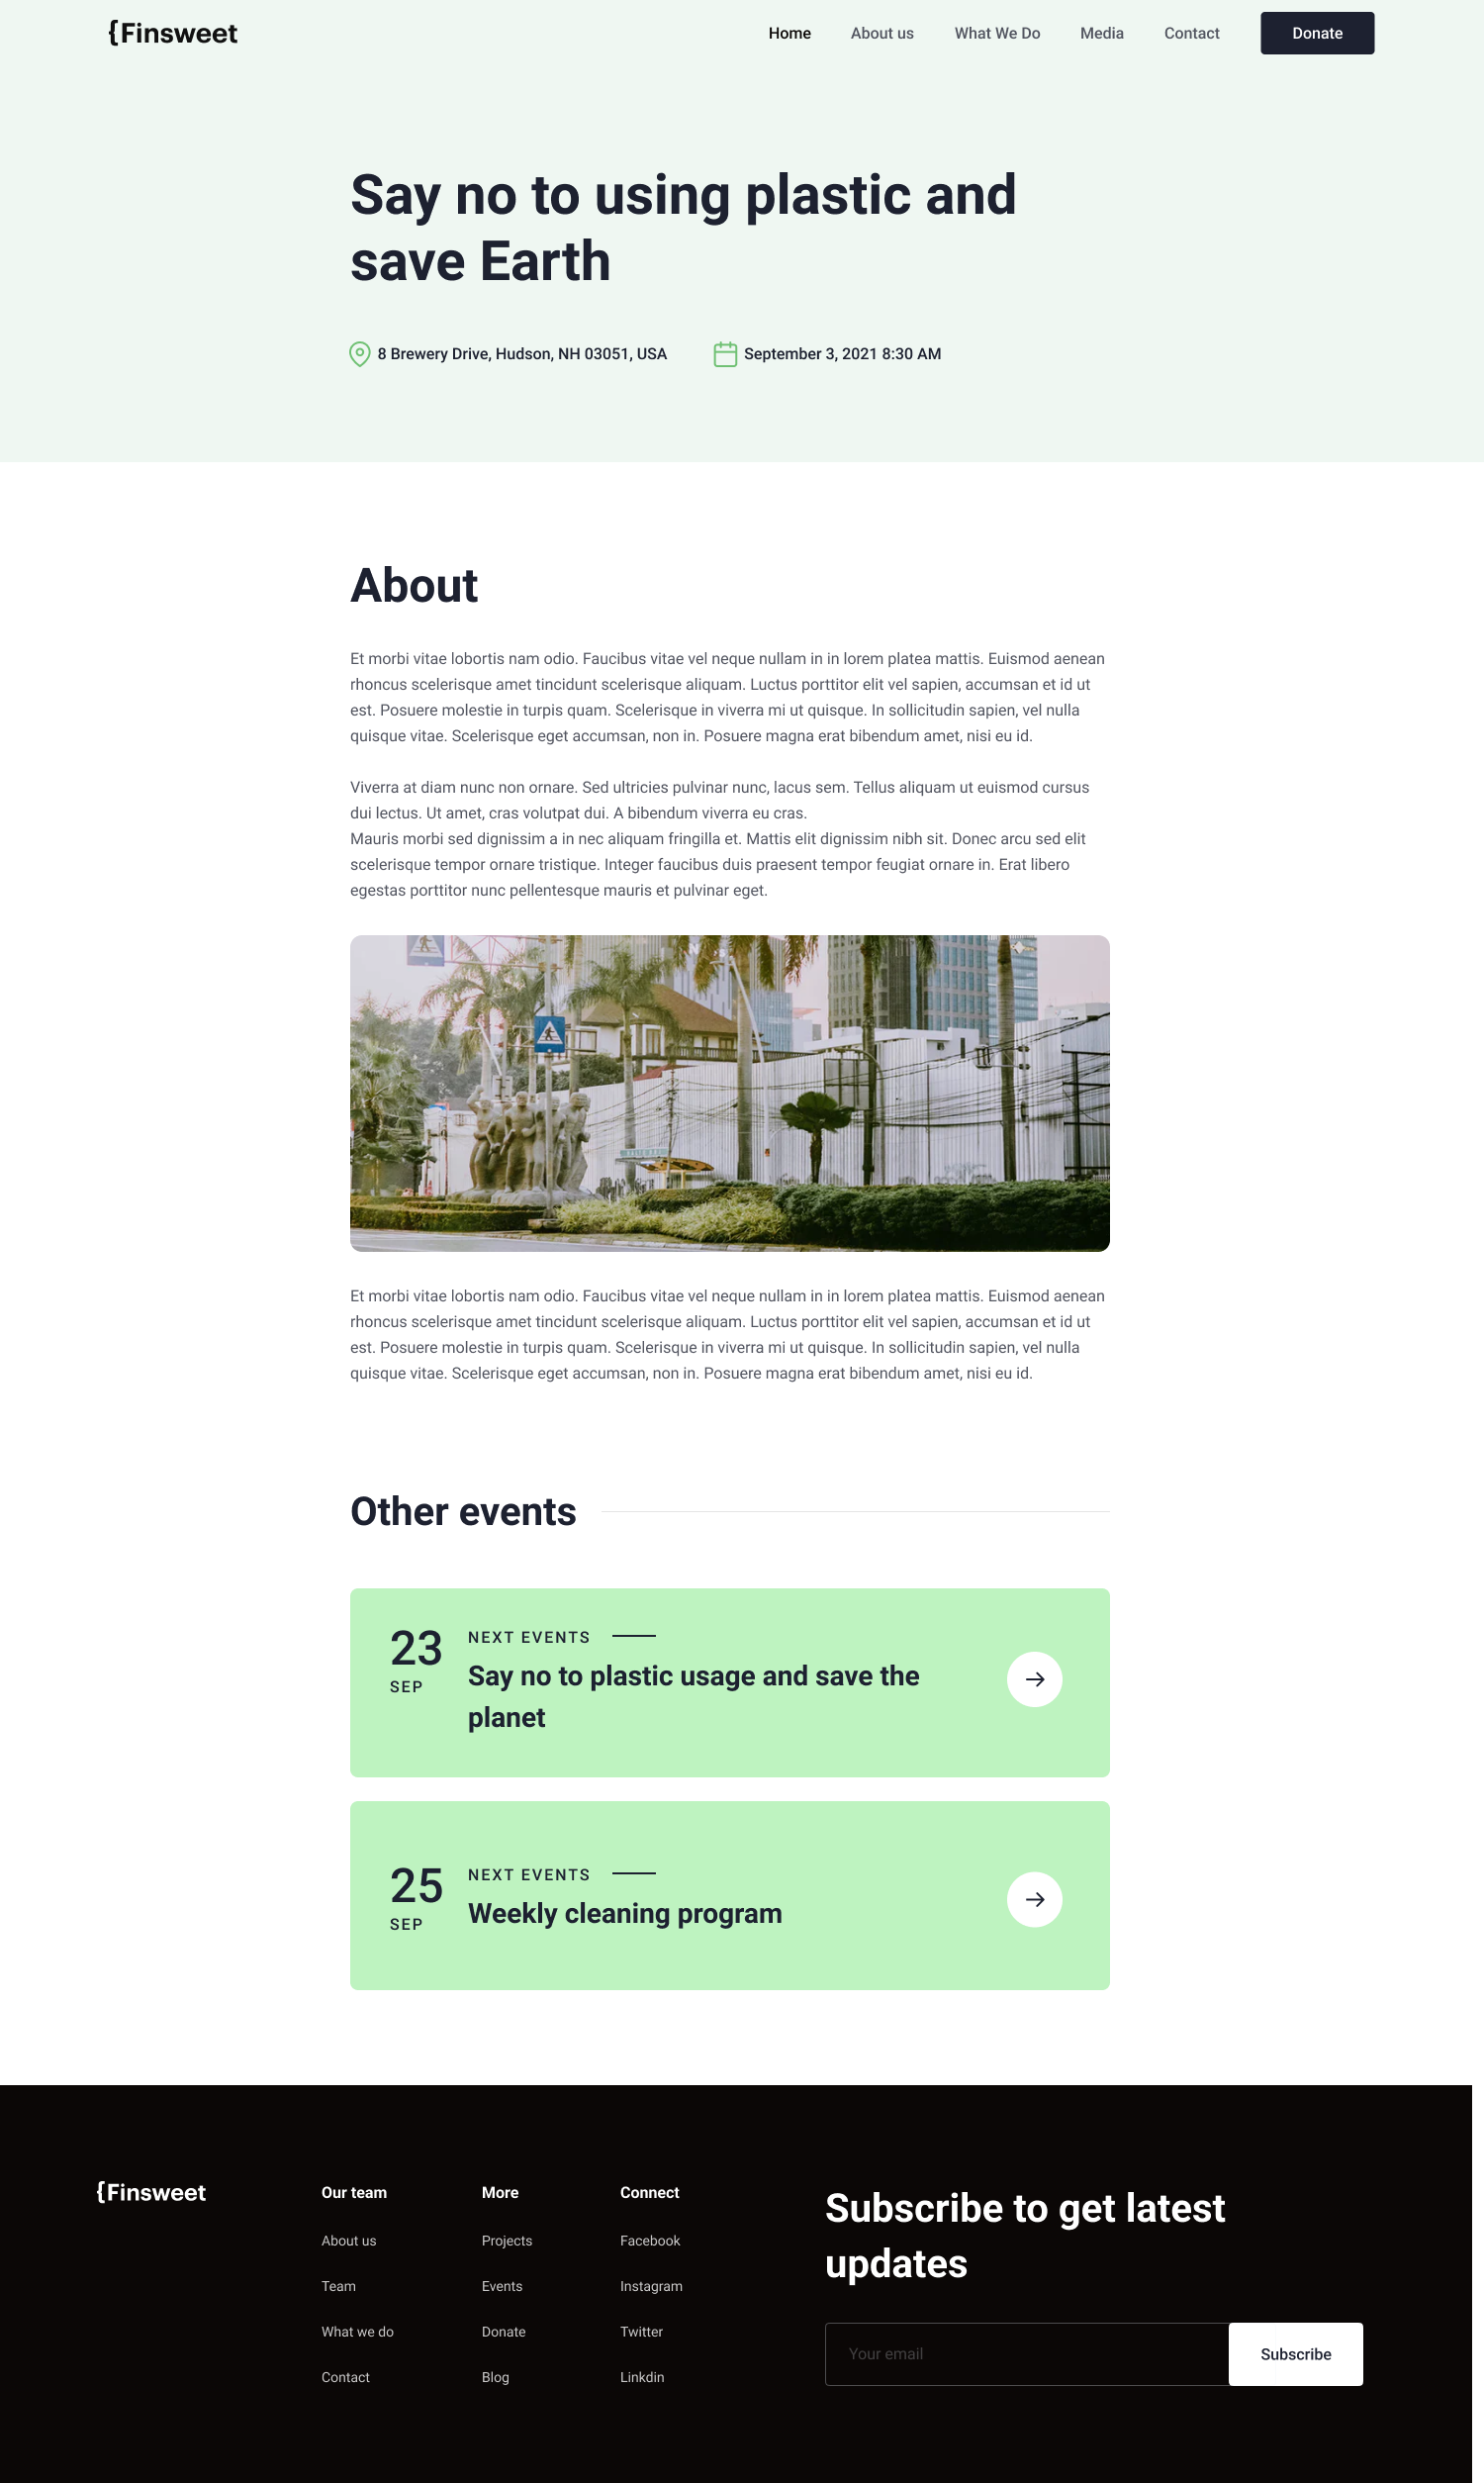 {Finsweet
Home About us What We Do Media Contact Donate
Say no to using plastic and
save Earth
8 Brewery Drive, Hudson, NH 03051, USA September 3, 2021 8:30 AM
About
Et morbi vitae lobortis nam odio. Faucibus vitae vel neque nullam in in lorem platea mattis. Euismod aenean
rhoncus scelerisque amet tincidunt scelerisque aliquam. Luctus porttitor elit vel sapien, accumsan et id ut
est. Posuere molestie in turpis quam. Scelerisque in viverra mi ut quisque. In sollicitudin sapien, vel nulla
quisque vitae. Scelerisque eget accumsan, non in. Posuere magna erat bibendum amet, nisi eu id.
Viverra at diam nunc non ornare. Sed ultricies pulvinar nunc, lacus sem. Tellus aliquam ut euismod cursus
dui lectus. Ut amet, cras volutpat dui. A bibendum viverra eu cras.
Mauris morbi sed dignissim a in nec aliquam fringilla et. Mattis elit dignissim nibh sit. Donec arcu sed elit
scelerisque tempor ornare tristique. Integer faucibus duis praesent tempor feugiat ornare in. Erat libero
egestas porttitor nunc pellentesque mauris et pulvinar eget.
Et morbi vitae lobortis nam odio. Faucibus vitae vel neque nullam in in lorem platea mattis. Euismod aenean
rhoncus scelerisque amet tincidunt scelerisque aliquam. Luctus porttitor elit vel sapien, accumsan et id ut
est. Posuere molestie in turpis quam. Scelerisque in viverra mi ut quisque. In sollicitudin sapien, vel nulla
quisque vitae. Scelerisque eget accumsan, non in. Posuere magna erat bibendum amet, nisi eu id.
Other events
23
SEP
NEXT EVENTS
Say no to plastic usage and save the
planet
25
SEP
NEXT EVENTS
Weekly cleaning program
{Finsweet
Our team
About us
Team
What we do
Contact
More
Projects
Events
Donate
Blog
Connect
Facebook
Instagram
Twitter
Linkdin
Subscribe to get latest
updates
Your email
Subscribe